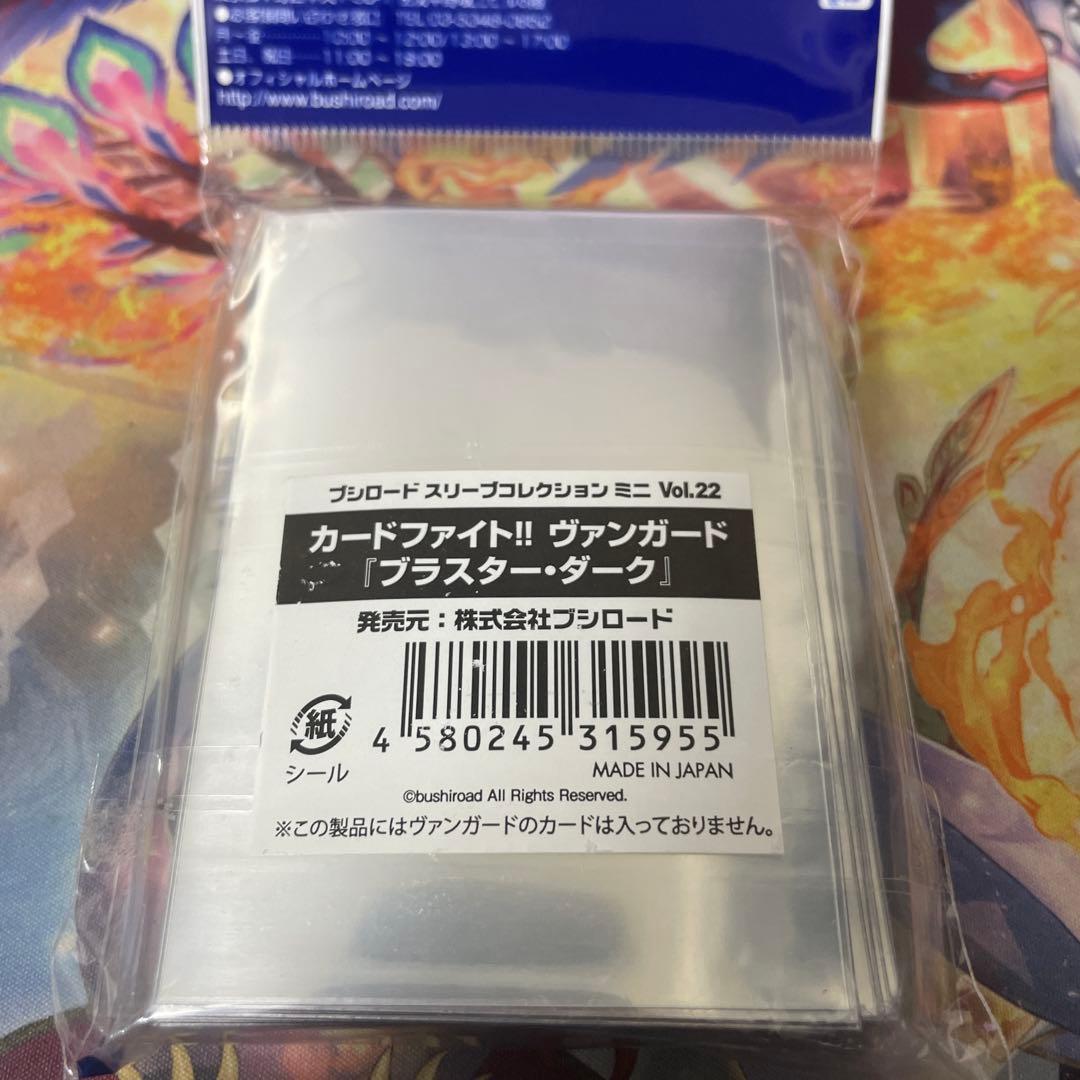 ●お客様問い合わせ窓口 TEL 03-5348-0852
月～金………10:00～12:00/13:00～17:00
土日、祝日……11:00～18:00
●オフィシャルホームページ
http://www.bushiroad.com/
ブシロード スリーブコレクション ミニ Vol.22
カードファイト!! ヴァンガード
『ブラスター・ダーク』
発売元：株式会社ブシロード
紙
シール
4 580245 315955
MADE IN JAPAN
©bushiroad All Rights Reserved.
※この製品にはヴァンガードのカードは入っておりません。